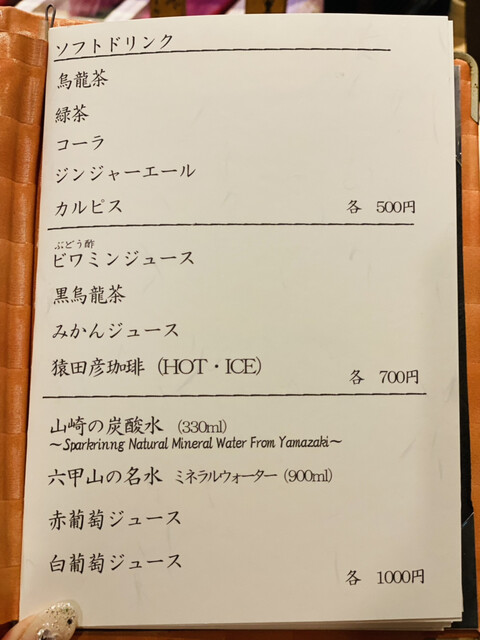 ソフトドリンク
烏龍茶
緑茶
コーラ
ジンジャーエール
カルピス 各 500円
ぶどう酢
ビワミンジュース
黒烏龍茶
みかんジュース
猿田彦珈琲 (HOT・ICE) 各 700円
山崎の炭酸水 (330ml)
～Sparkrinng Natural Mineral Water From Yamazaki～
六甲山の名水 ミネラルウォーター (900ml)
赤葡萄ジュース
白葡萄ジュース
各 1000円